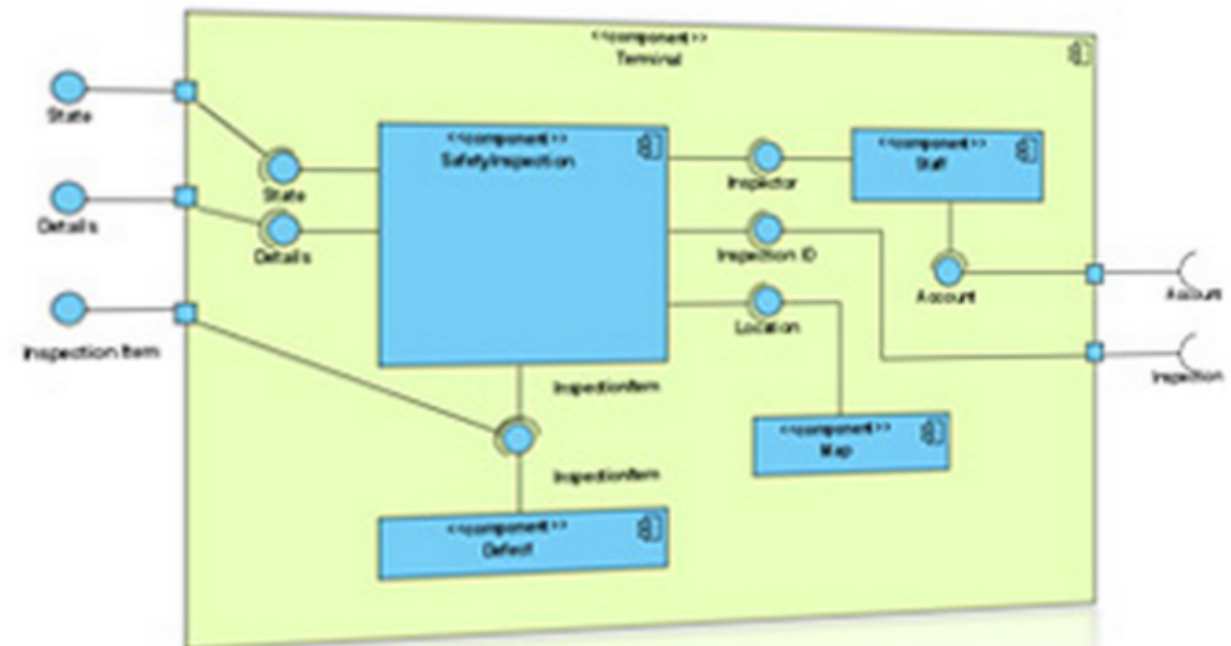 <<component>>
Terminal
State
<<component>>
SafetyInspection
<<component>>
Staff
State
Inspector
Details
Details
Inspection ID
Account
Account
Inspection Item
Location
Inspection
InspectionItem
<<component>>
Map
InspectionItem
<<component>>
Defect